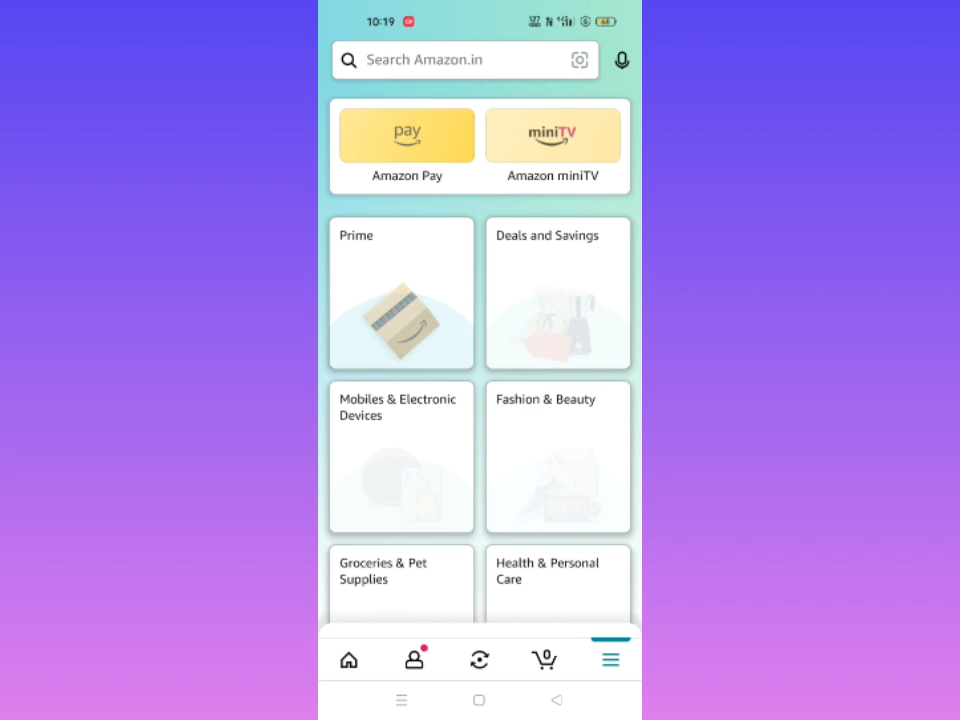 10:19
Search Amazon.in
pay
miniTV
Amazon Pay
Amazon miniTV
Prime
Deals and Savings
Mobiles & Electronic
Devices
Fashion & Beauty
Groceries & Pet
Supplies
Health & Personal
Care
0